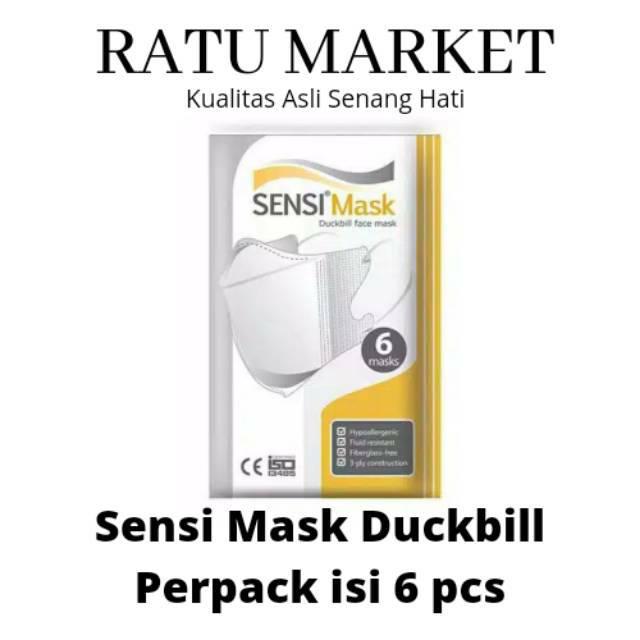 RATU MARKET
Kualitas Asli Senang Hati
SENSI® Mask
Duckbill face mask
6
masks
Hypoallergenic
Fluid resistant
Fiberglass-free
3-ply construction
CE ISO
13485
Sensi Mask Duckbill
Perpack isi 6 pcs